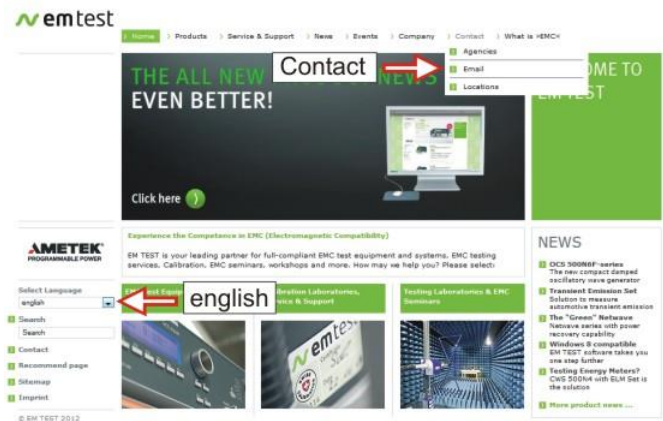 em test
Home Products Service & Support News Events Company Contact What is »EMC«
Agencies
Email
Locations
Contact
THE ALL NEW
NEWS
EVEN BETTER!
OME TO
EM TEST
Click here
AMETEK
PROGRAMMABLE POWER
Experience the Competence in EMC (Electromagnetic Compatibility)
EM TEST is your leading partner for full-compliant EMC test equipment and systems. EMC testing
services, Calibration, EMC seminars, workshops and more. How may we help you? Please select:
Select Language
english
english
Search
Search
Contact
Recommend page
Sitemap
Imprint
© EM TEST 2012
Calibration Laboratories,
Service & Support
Testing Laboratories & EMC
Seminars
em test
NEWS
OCS 500N6F-series
The new compact damped
oscillatory wave generator
Transient Emission Set
Solution to measure
automotive transient emission
The "Green" Netwave
Netwave series with power
recovery capability
Windows 8 compatible
EM TEST software takes you
one step further
Testing Energy Meters?
CWS 500N4 with ELM Set is
the solution
More product news ...